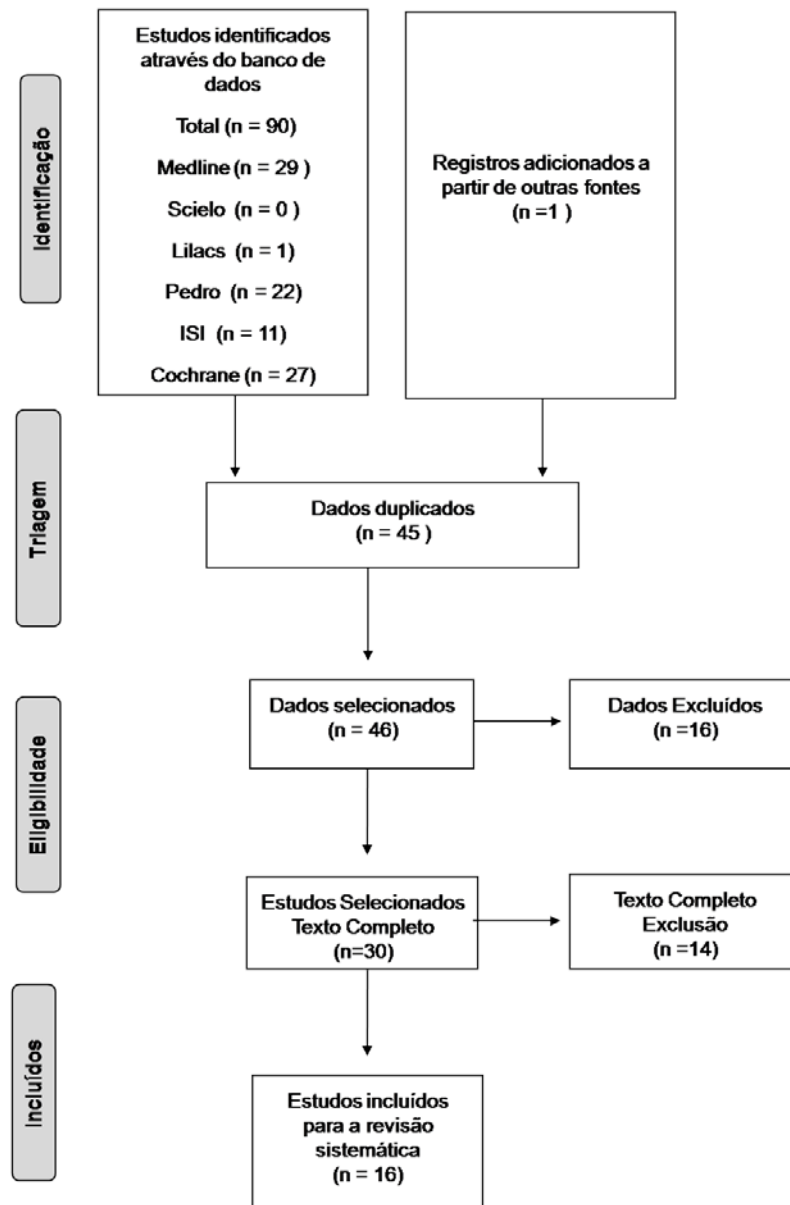 Identificação
Estudos identificados
através do banco de
dados
Total (n = 90)
Medline (n = 29 )
Scielo (n = 0 )
Lilacs (n = 1)
Pedro (n = 22)
ISI (n = 11)
Cochrane (n = 27)
Registros adicionados a
partir de outras fontes
(n =1 )
Triagem
Dados duplicados
(n = 45 )
Eligibilidade
Dados selecionados
(n = 46)
Dados Excluídos
(n =16)
Estudos Selecionados
Texto Completo
(n=30)
Texto Completo
Exclusão
(n =14)
Incluídos
Estudos incluídos
para a revisão
sistemática
(n = 16)